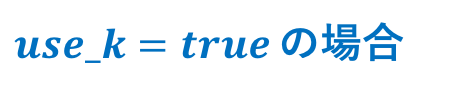 use_k = true の場合